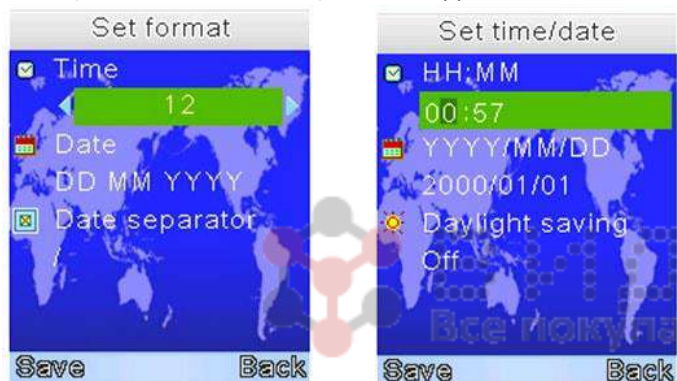 Set format
Time
12
Date
DD MM YYYY
Date separator
/
Save Back
Set time/date
HH:MM
00:57
YYYY/MM/DD
2000/01/01
Daylight saving
Off
Save Back
Все покупа